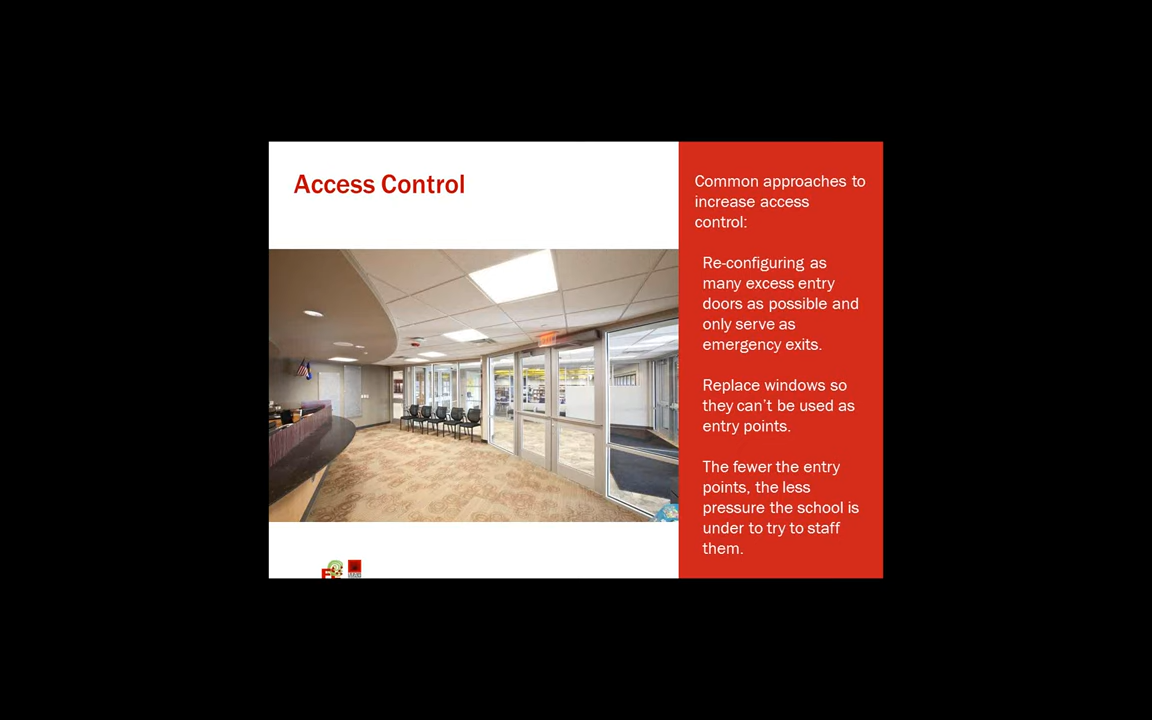 Access Control
Common approaches to
increase access
control:
Re-configuring as
many excess entry
doors as possible and
only serve as
emergency exits.
Replace windows so
they can't be used as
entry points.
The fewer the entry
points, the less
pressure the school is
under to try to staff
them.